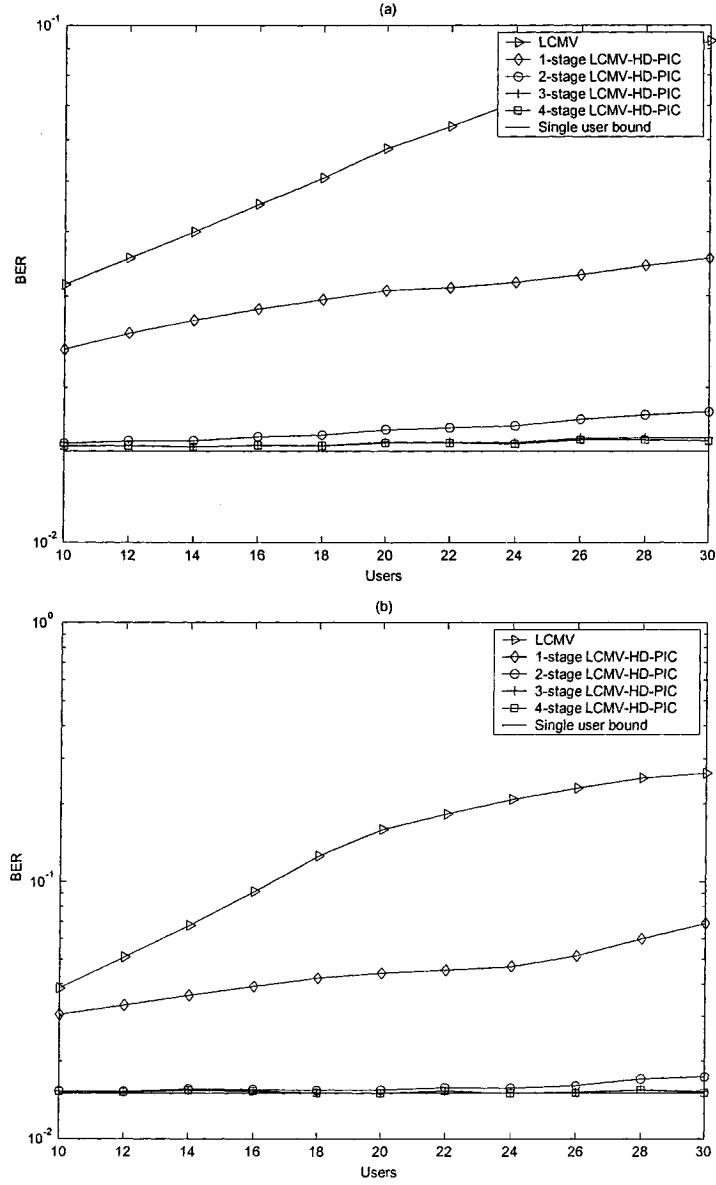 (a)
10^-1
LCMV
1-stage LCMV-HD-PIC
2-stage LCMV-HD-PIC
3-stage LCMV-HD-PIC
4-stage LCMV-HD-PIC
Single user bound
BER
10^-2
10 12 14 16 18 20 22 24 26 28 30
Users
(b)
10^0
LCMV
1-stage LCMV-HD-PIC
2-stage LCMV-HD-PIC
3-stage LCMV-HD-PIC
4-stage LCMV-HD-PIC
Single user bound
BER
10^-1
10^-2
10 12 14 16 18 20 22 24 26 28 30
Users